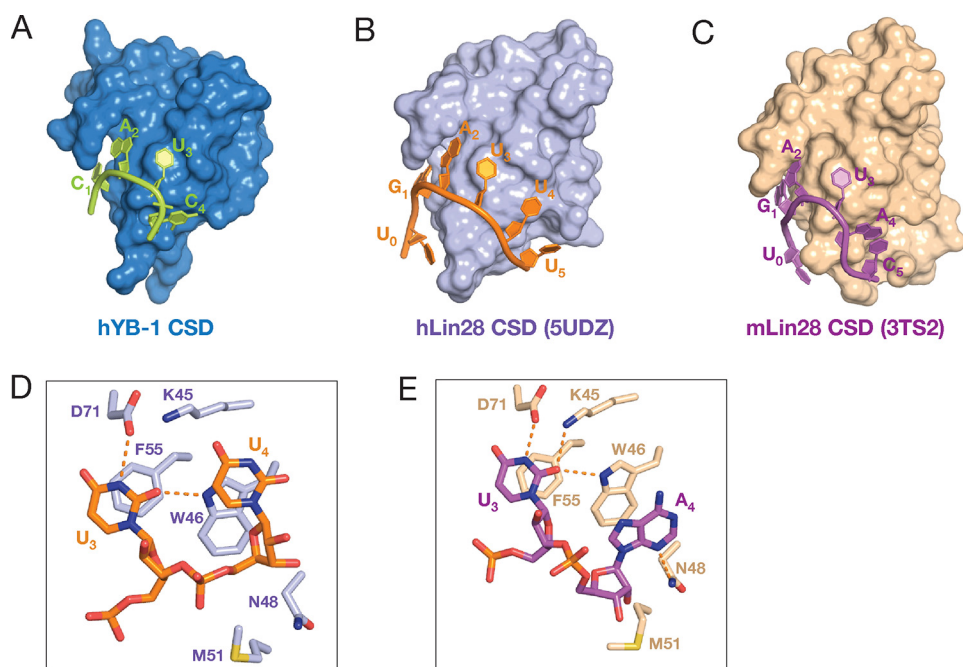 A
A2
U3
C1
C4
hYB-1 CSD
B
A2
U3
G1
U4
U0
U5
hLin28 CSD (5UDZ)
C
A2
U3
G1
A4
U0
C5
mLin28 CSD (3TS2)
D
D71
K45
F55
U4
W46
U3
N48
M51
E
D71
K45
W46
F55
U3
A4
N48
M51